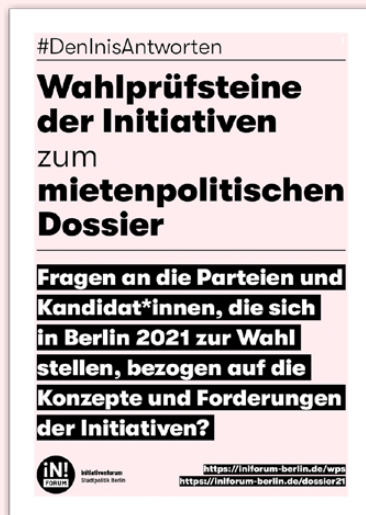 #DenInisAntworten
Wahlprüfsteine
der Initiativen
zum
mietenpolitischen
Dossier
Fragen an die Parteien und
Kandidat*innen, die sich
in Berlin 2021 zur Wahl
stellen, bezogen auf die
Konzepte und Forderungen
der Initiativen?
iN!
FORUM
Initiativenforum
Stadtpolitik Berlin
https://iniforum-berlin.de/wps
https://iniforum-berlin.de/dossier21